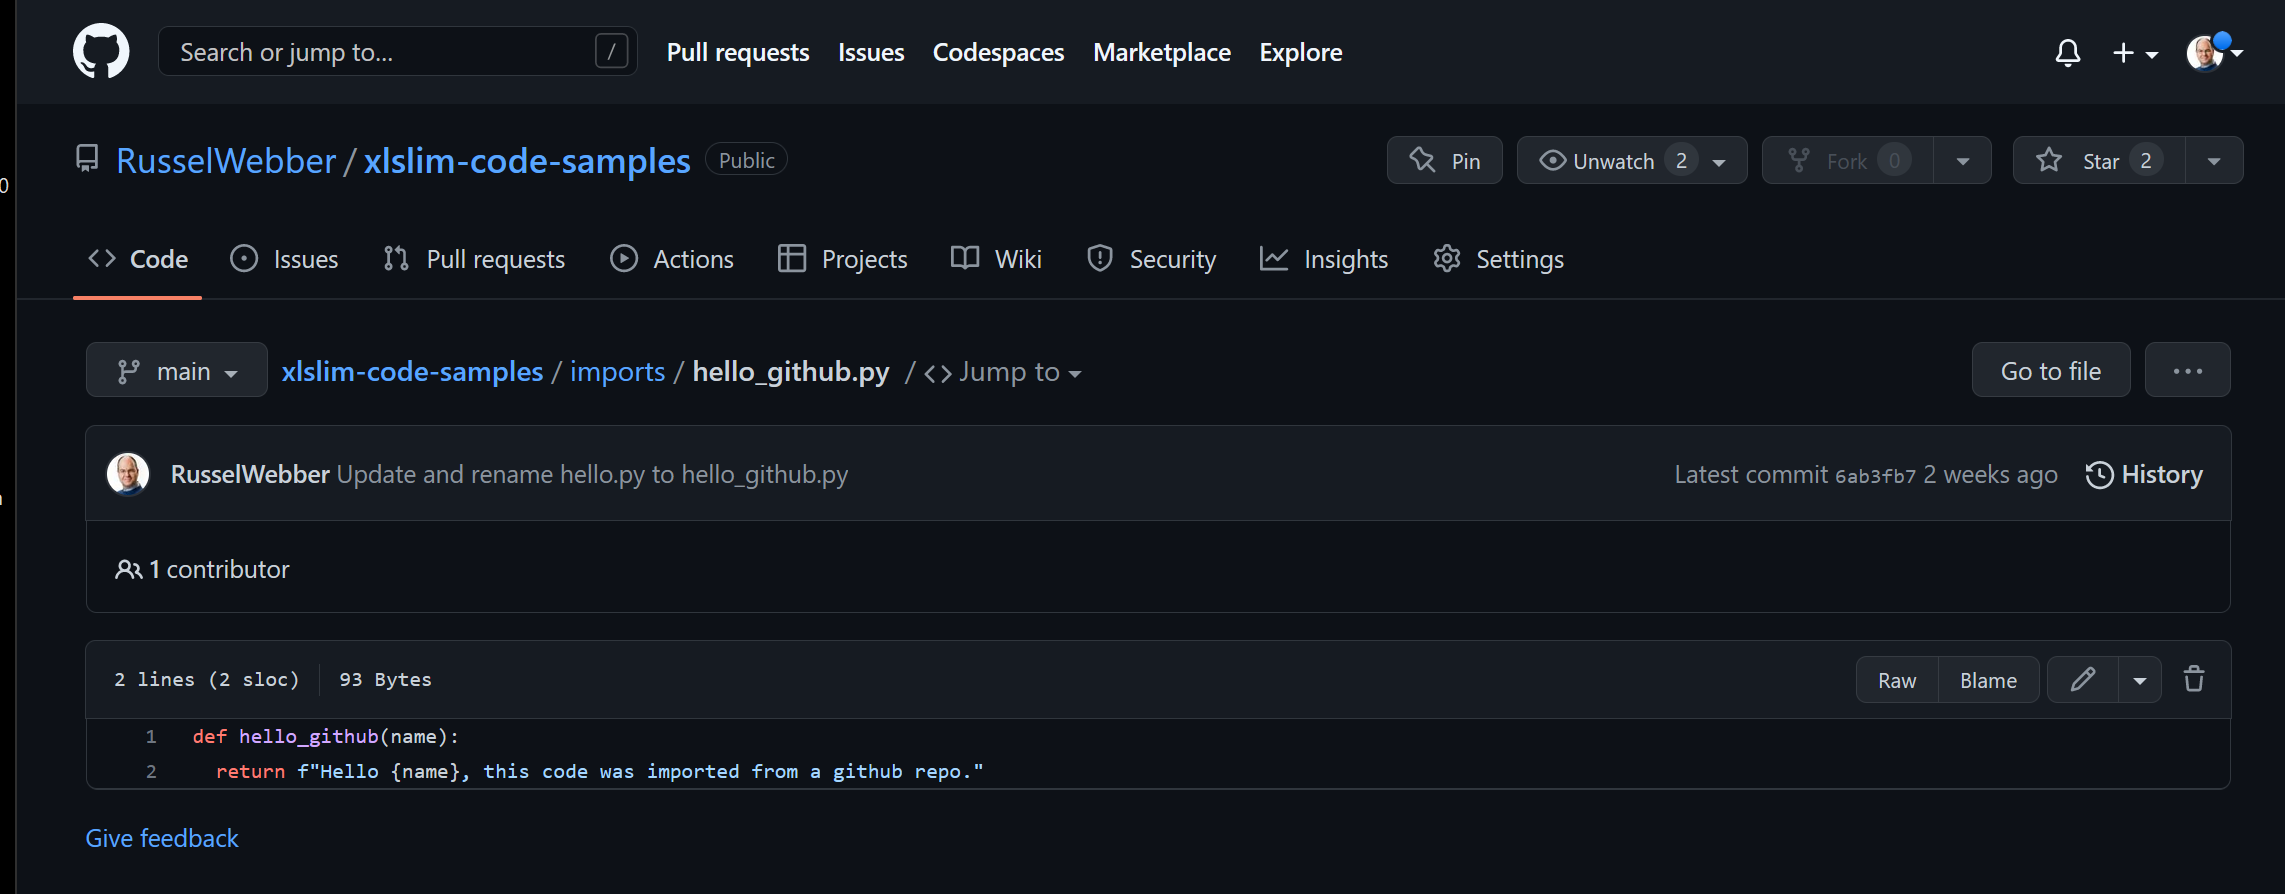 Search or jump to... / Pull requests Issues Codespaces Marketplace Explore
RusselWebber / xlslim-code-samples Public Pin Unwatch 2 Fork 0 Star 2
Code Issues Pull requests Actions Projects Wiki Security Insights Settings
main xlslim-code-samples / imports / hello_github.py / <> Jump to Go to file ...
RusselWebber Update and rename hello.py to hello_github.py Latest commit 6ab3fb7 2 weeks ago History
1 contributor
2 lines (2 sloc) 93 Bytes Raw Blame
1 def hello_github(name):
2 return f"Hello {name}, this code was imported from a github repo."
Give feedback